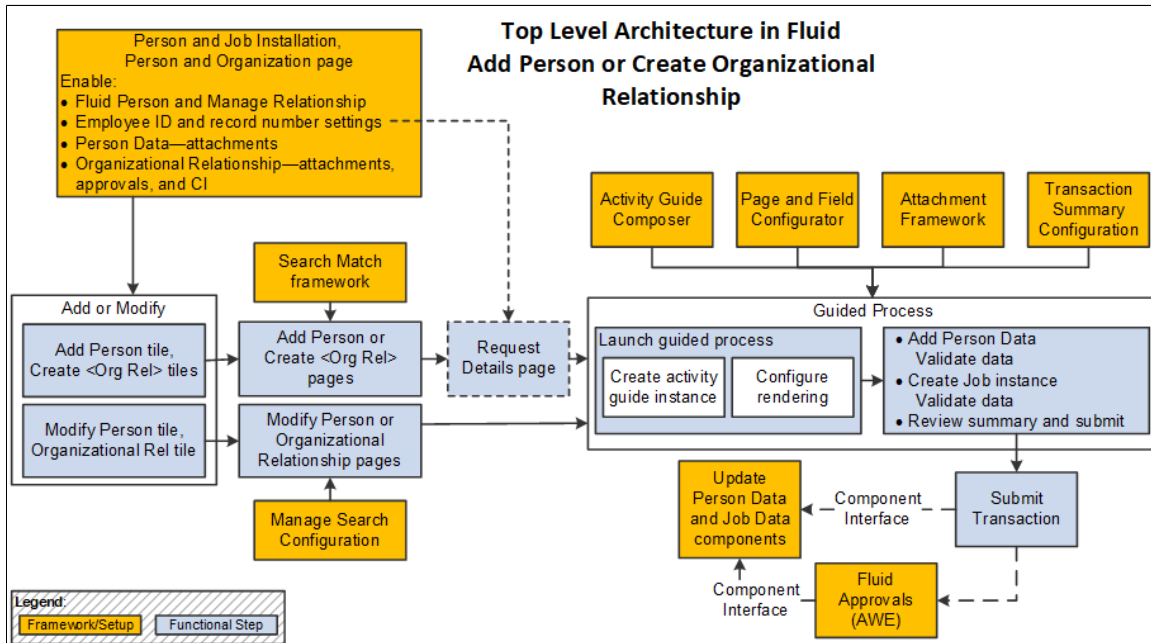 Top Level Architecture in Fluid
Add Person or Create Organizational
Relationship
Person and Job Installation,
Person and Organization page
Enable:
• Fluid Person and Manage Relationship
• Employee ID and record number settings
• Person Data—attachments
• Organizational Relationship—attachments,
approvals, and CI
Activity Guide
Composer
Page and Field
Configurator
Attachment
Framework
Transaction
Summary
Configuration
Search Match
framework
Add or Modify
Add Person tile,
Create <Org Rel> tiles
Modify Person tile,
Organizational Rel tile
Add Person or
Create <Org Rel>
pages
Modify Person or
Organizational
Relationship pages
Manage Search
Configuration
Request
Details page
Guided Process
Launch guided process
Create activity
guide instance
Configure
rendering
• Add Person Data
Validate data
• Create Job instance
Validate data
• Review summary and submit
Update
Person Data
and Job Data
components
Component
Interface
Submit
Transaction
Component
Interface
Fluid
Approvals
(AWE)
Legend:
Framework/Setup
Functional Step